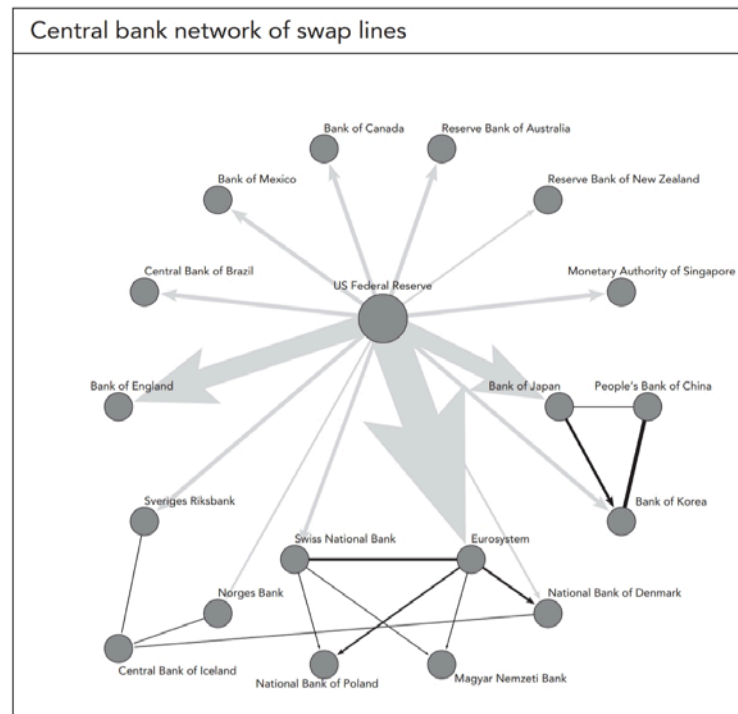 Central bank network of swap lines
Bank of Canada
Reserve Bank of Australia
Bank of Mexico
Reserve Bank of New Zealand
Central Bank of Brazil
US Federal Reserve
Monetary Authority of Singapore
Bank of England
Bank of Japan
People's Bank of China
Sveriges Riksbank
Bank of Korea
Swiss National Bank
Eurosystem
Norges Bank
National Bank of Denmark
Central Bank of Iceland
National Bank of Poland
Magyar Nemzeti Bank